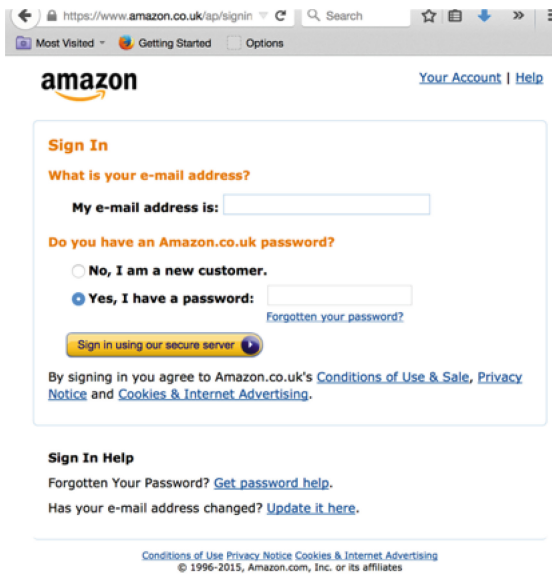 https://www.amazon.co.uk/ap/signin Search
Most Visited Getting Started Options
amazon
Your Account | Help
Sign In
What is your e-mail address?
My e-mail address is:
Do you have an Amazon.co.uk password?
No, I am a new customer.
Yes, I have a password:
Forgotten your password?
Sign in using our secure server
By signing in you agree to Amazon.co.uk's Conditions of Use & Sale, Privacy
Notice and Cookies & Internet Advertising.
Sign In Help
Forgotten Your Password? Get password help.
Has your e-mail address changed? Update it here.
Conditions of Use Privacy Notice Cookies & Internet Advertising
© 1996-2015, Amazon.com, Inc. or its affiliates